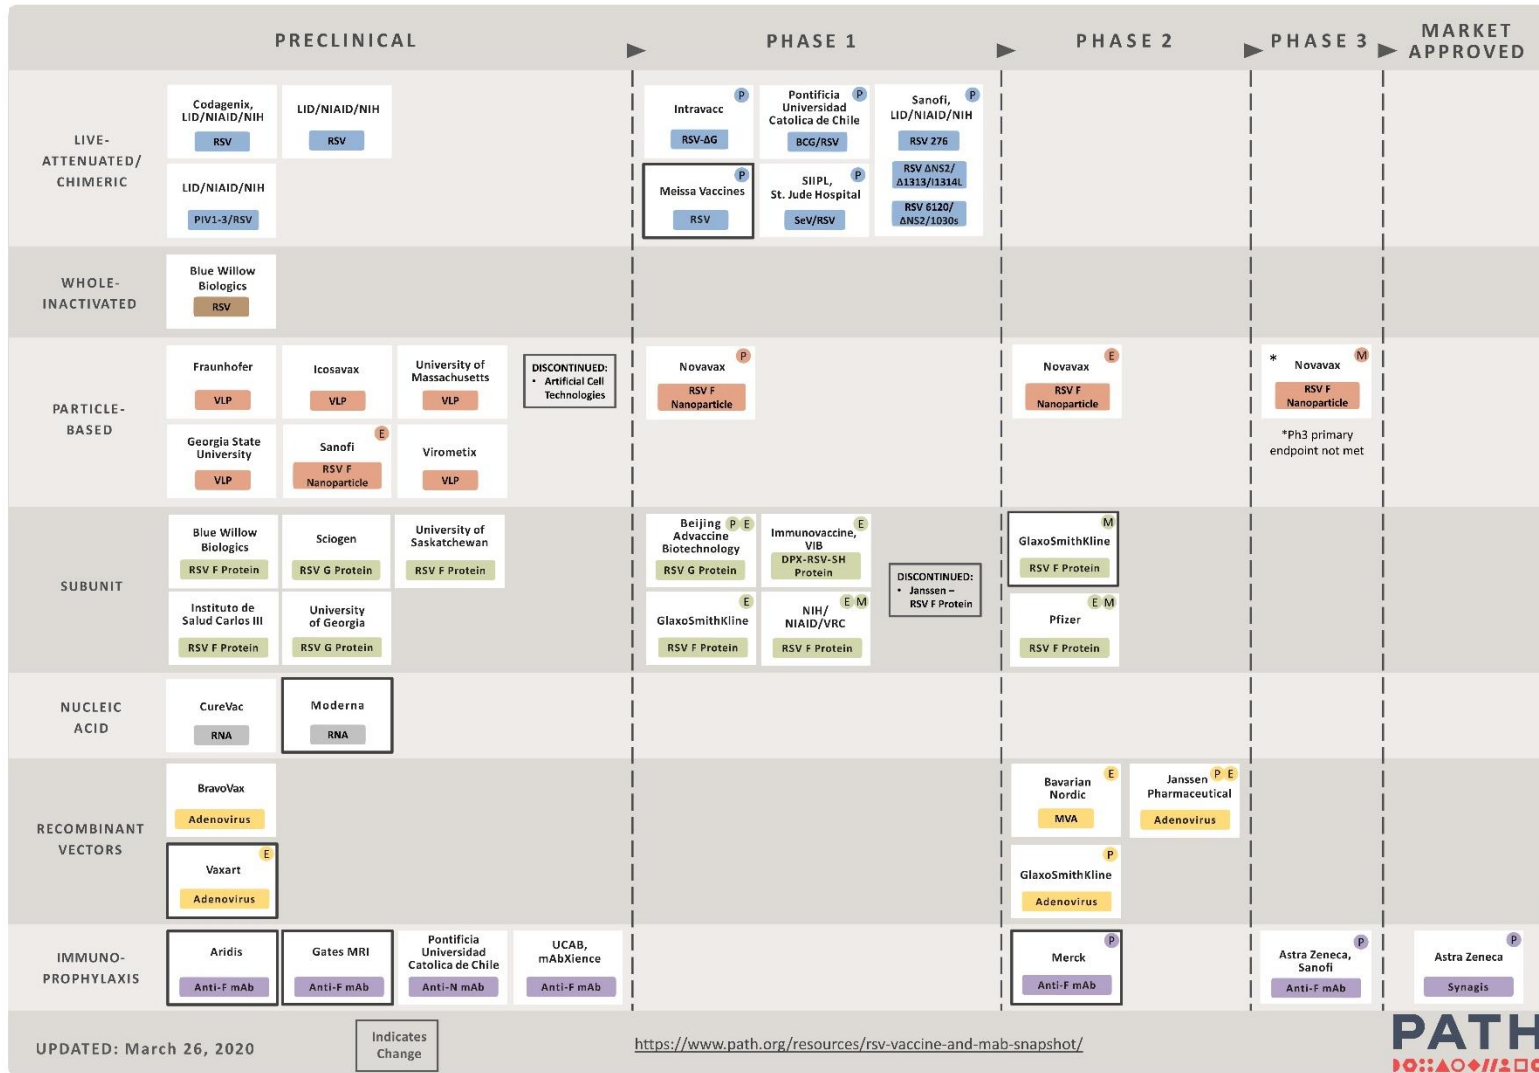 PRECLINICAL
PHASE 1
PHASE 2
PHASE 3
MARKET
APPROVED
LIVE-
ATTENUATED/
CHIMERIC
Codagenix,
LID/NIAID/NIH
RSV
LID/NIAID/NIH
RSV
LID/NIAID/NIH
PIV1-3/RSV
P
Intravacc
RSV-ΔG
P
Pontificia
Universidad
Catolica de Chile
BCG/RSV
P
Sanofi,
LID/NIAID/NIH
RSV 276
RSV ΔNS2/
Δ1313/I1314L
RSV 6120/
ΔNS2/1030s
P
Meissa Vaccines
RSV
P
SIIPL,
St. Jude Hospital
SeV/RSV
WHOLE-
INACTIVATED
Blue Willow
Biologics
RSV
PARTICLE-
BASED
Fraunhofer
VLP
Icosavax
VLP
University of
Massachusetts
VLP
DISCONTINUED:
• Artificial Cell
Technologies
Georgia State
University
VLP
E
Sanofi
RSV F
Nanoparticle
Virometix
VLP
P
Novavax
RSV F
Nanoparticle
E
Novavax
RSV F
Nanoparticle
* M
Novavax
RSV F
Nanoparticle
*Ph3 primary
endpoint not met
SUBUNIT
Blue Willow
Biologics
RSV F Protein
Sciogen
RSV G Protein
University of
Saskatchewan
RSV F Protein
Instituto de
Salud Carlos III
RSV F Protein
University
of Georgia
RSV G Protein
Beijing P E
Advaccine
Biotechnology
RSV G Protein
E
Immunovaccine,
VIB
DPX-RSV-SH
Protein
E
GlaxoSmithKline
RSV F Protein
E M
NIH/
NIAID/VRC
RSV F Protein
DISCONTINUED:
• Janssen –
RSV F Protein
M
GlaxoSmithKline
RSV F Protein
E M
Pfizer
RSV F Protein
NUCLEIC
ACID
CureVac
RNA
Moderna
RNA
RECOMBINANT
VECTORS
BravoVax
Adenovirus
E
Vaxart
Adenovirus
E
Bavarian
Nordic
MVA
P E
Janssen
Pharmaceutical
Adenovirus
P
GlaxoSmithKline
Adenovirus
IMMUNO-
PROPHYLAXIS
Aridis
Anti-F mAb
Gates MRI
Anti-F mAb
Pontificia
Universidad
Catolica de Chile
Anti-N mAb
UCAB,
mAbXience
Anti-F mAb
P
Merck
Anti-F mAb
P
Astra Zeneca,
Sanofi
Anti-F mAb
P
Astra Zeneca
Synagis
UPDATED: March 26, 2020
Indicates
Change
https://www.path.org/resources/rsv-vaccine-and-mab-snapshot/
PATH